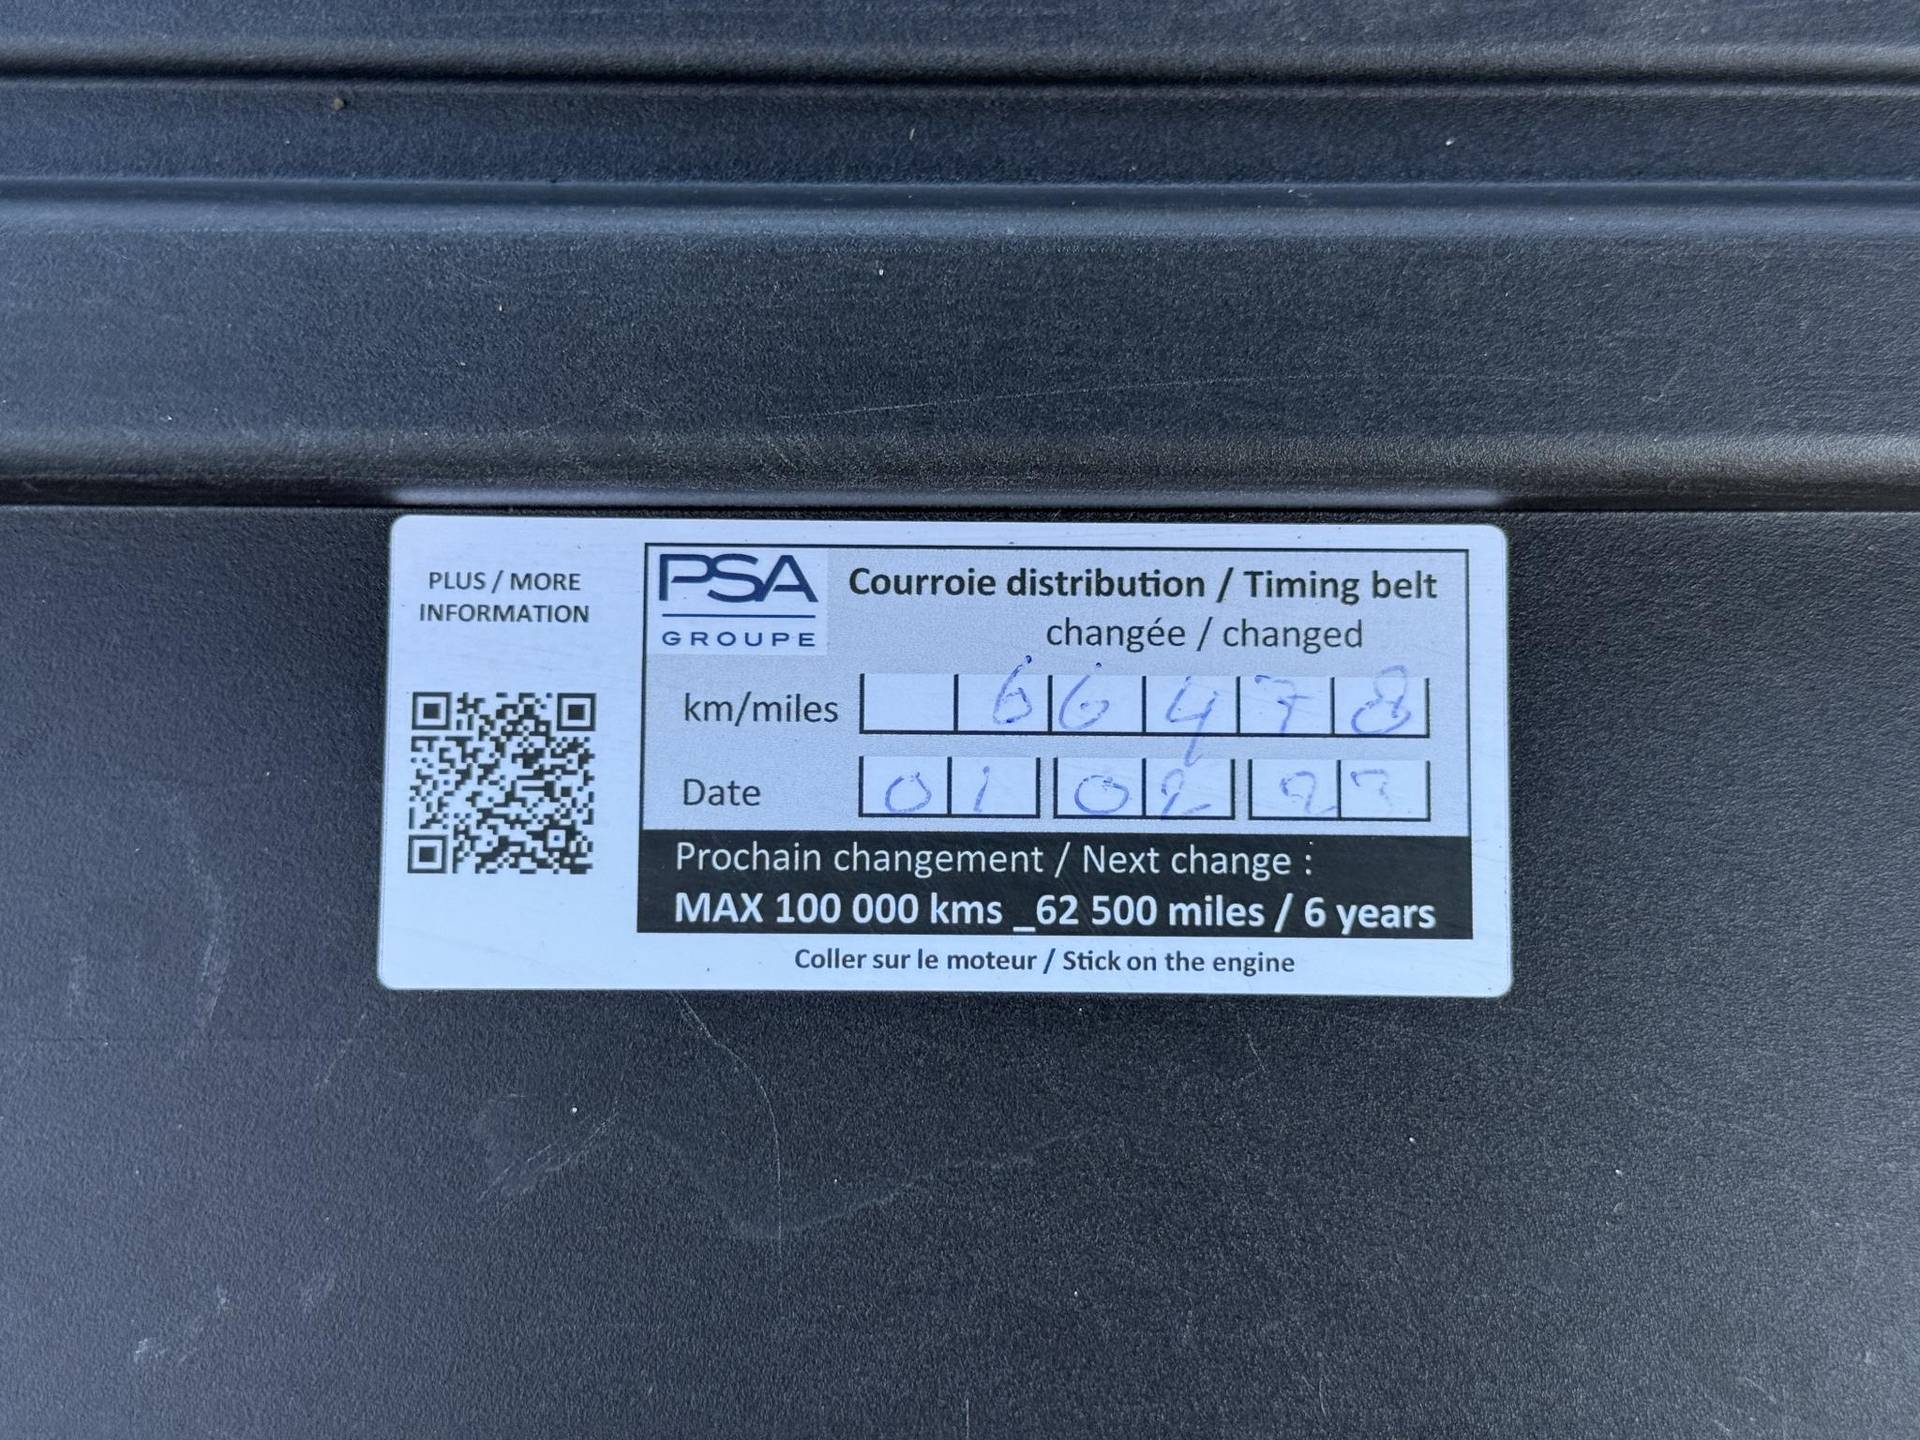 PLUS / MORE
INFORMATION
PSA
GROUPE
Courroie distribution / Timing belt
changée / changed
km/miles 66478
Date 01 02
Prochain changement / Next change :
MAX 100 000 kms _62 500 miles / 6 years
Coller sur le moteur / Stick on the engine